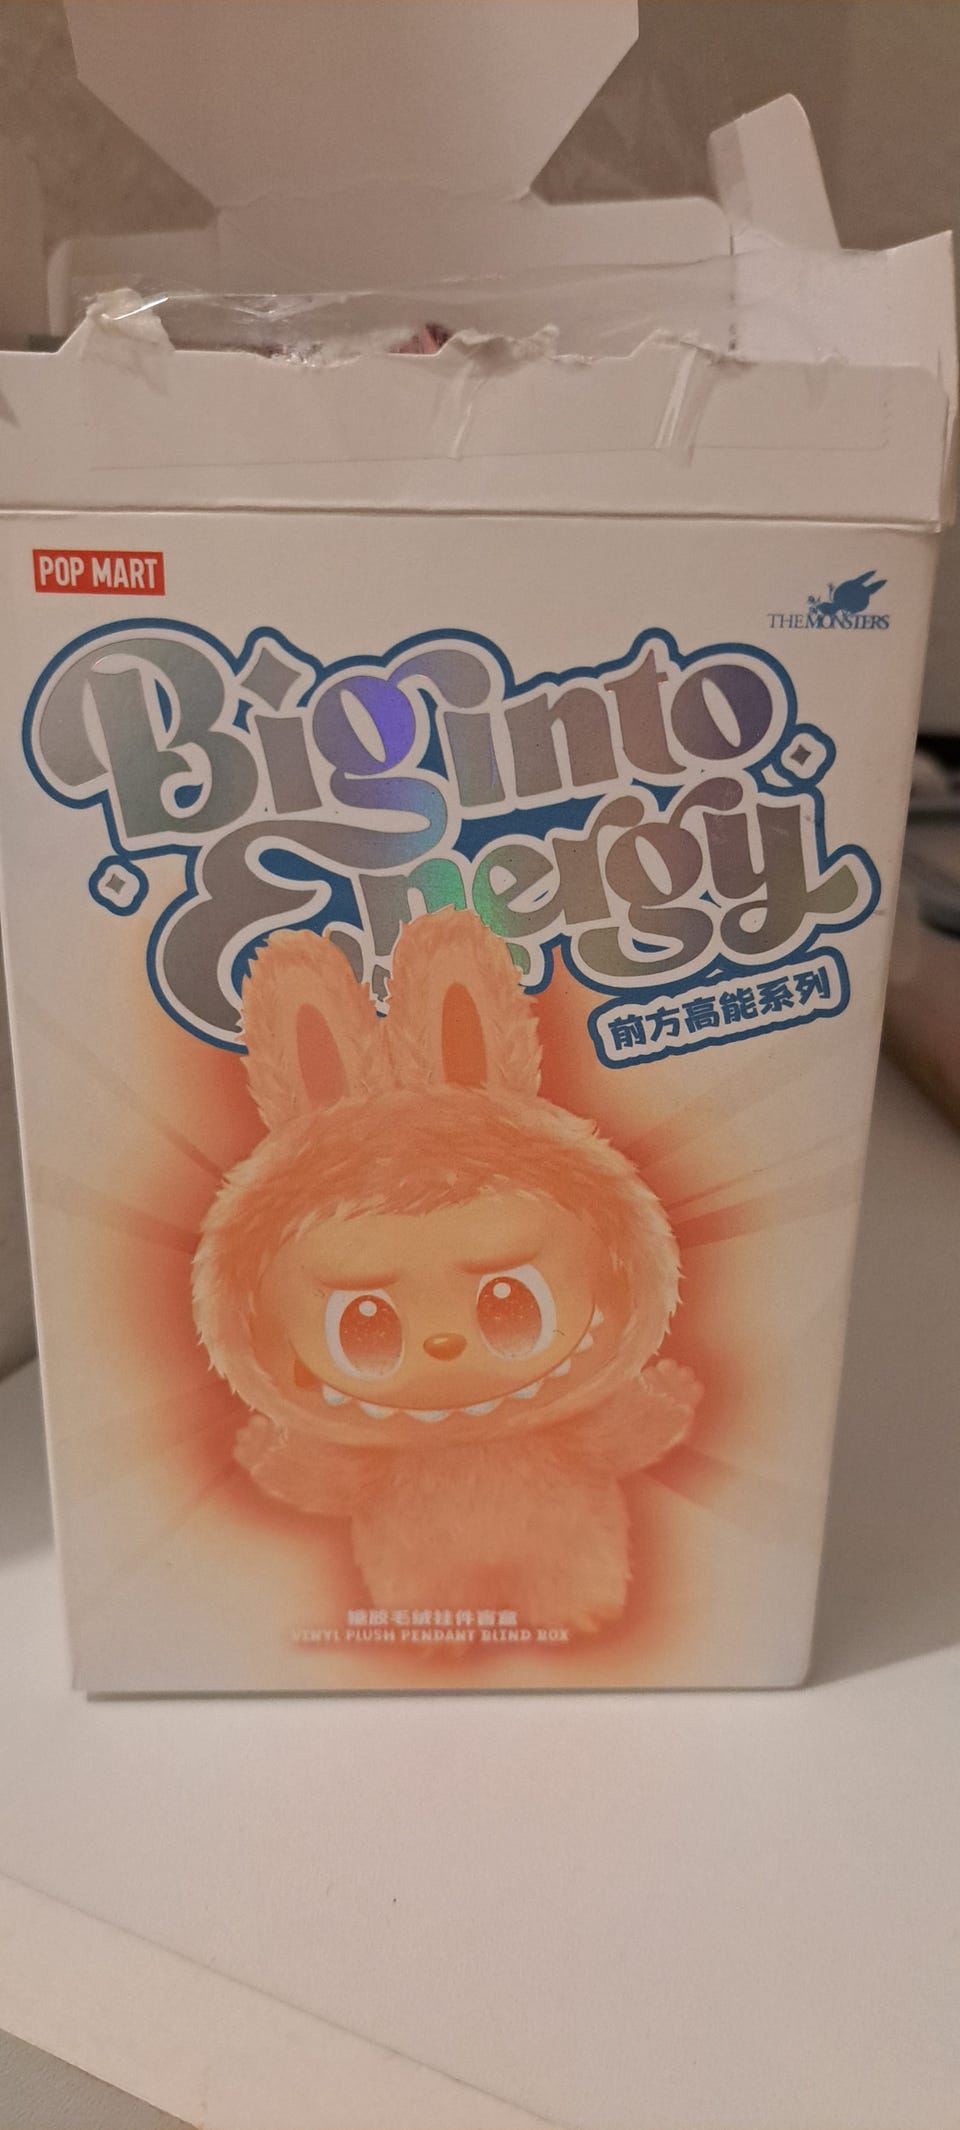 POP MART
THE MONSTERS
Big into
Energy
前方高能系列
搪胶毛绒挂件盲盒
VINYL PLUSH PENDANT BLIND BOX